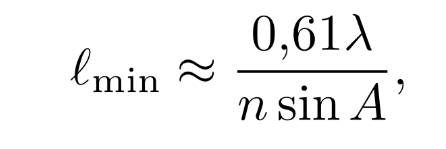 ℓ_min ≈ 0,61λ / (n sin A),